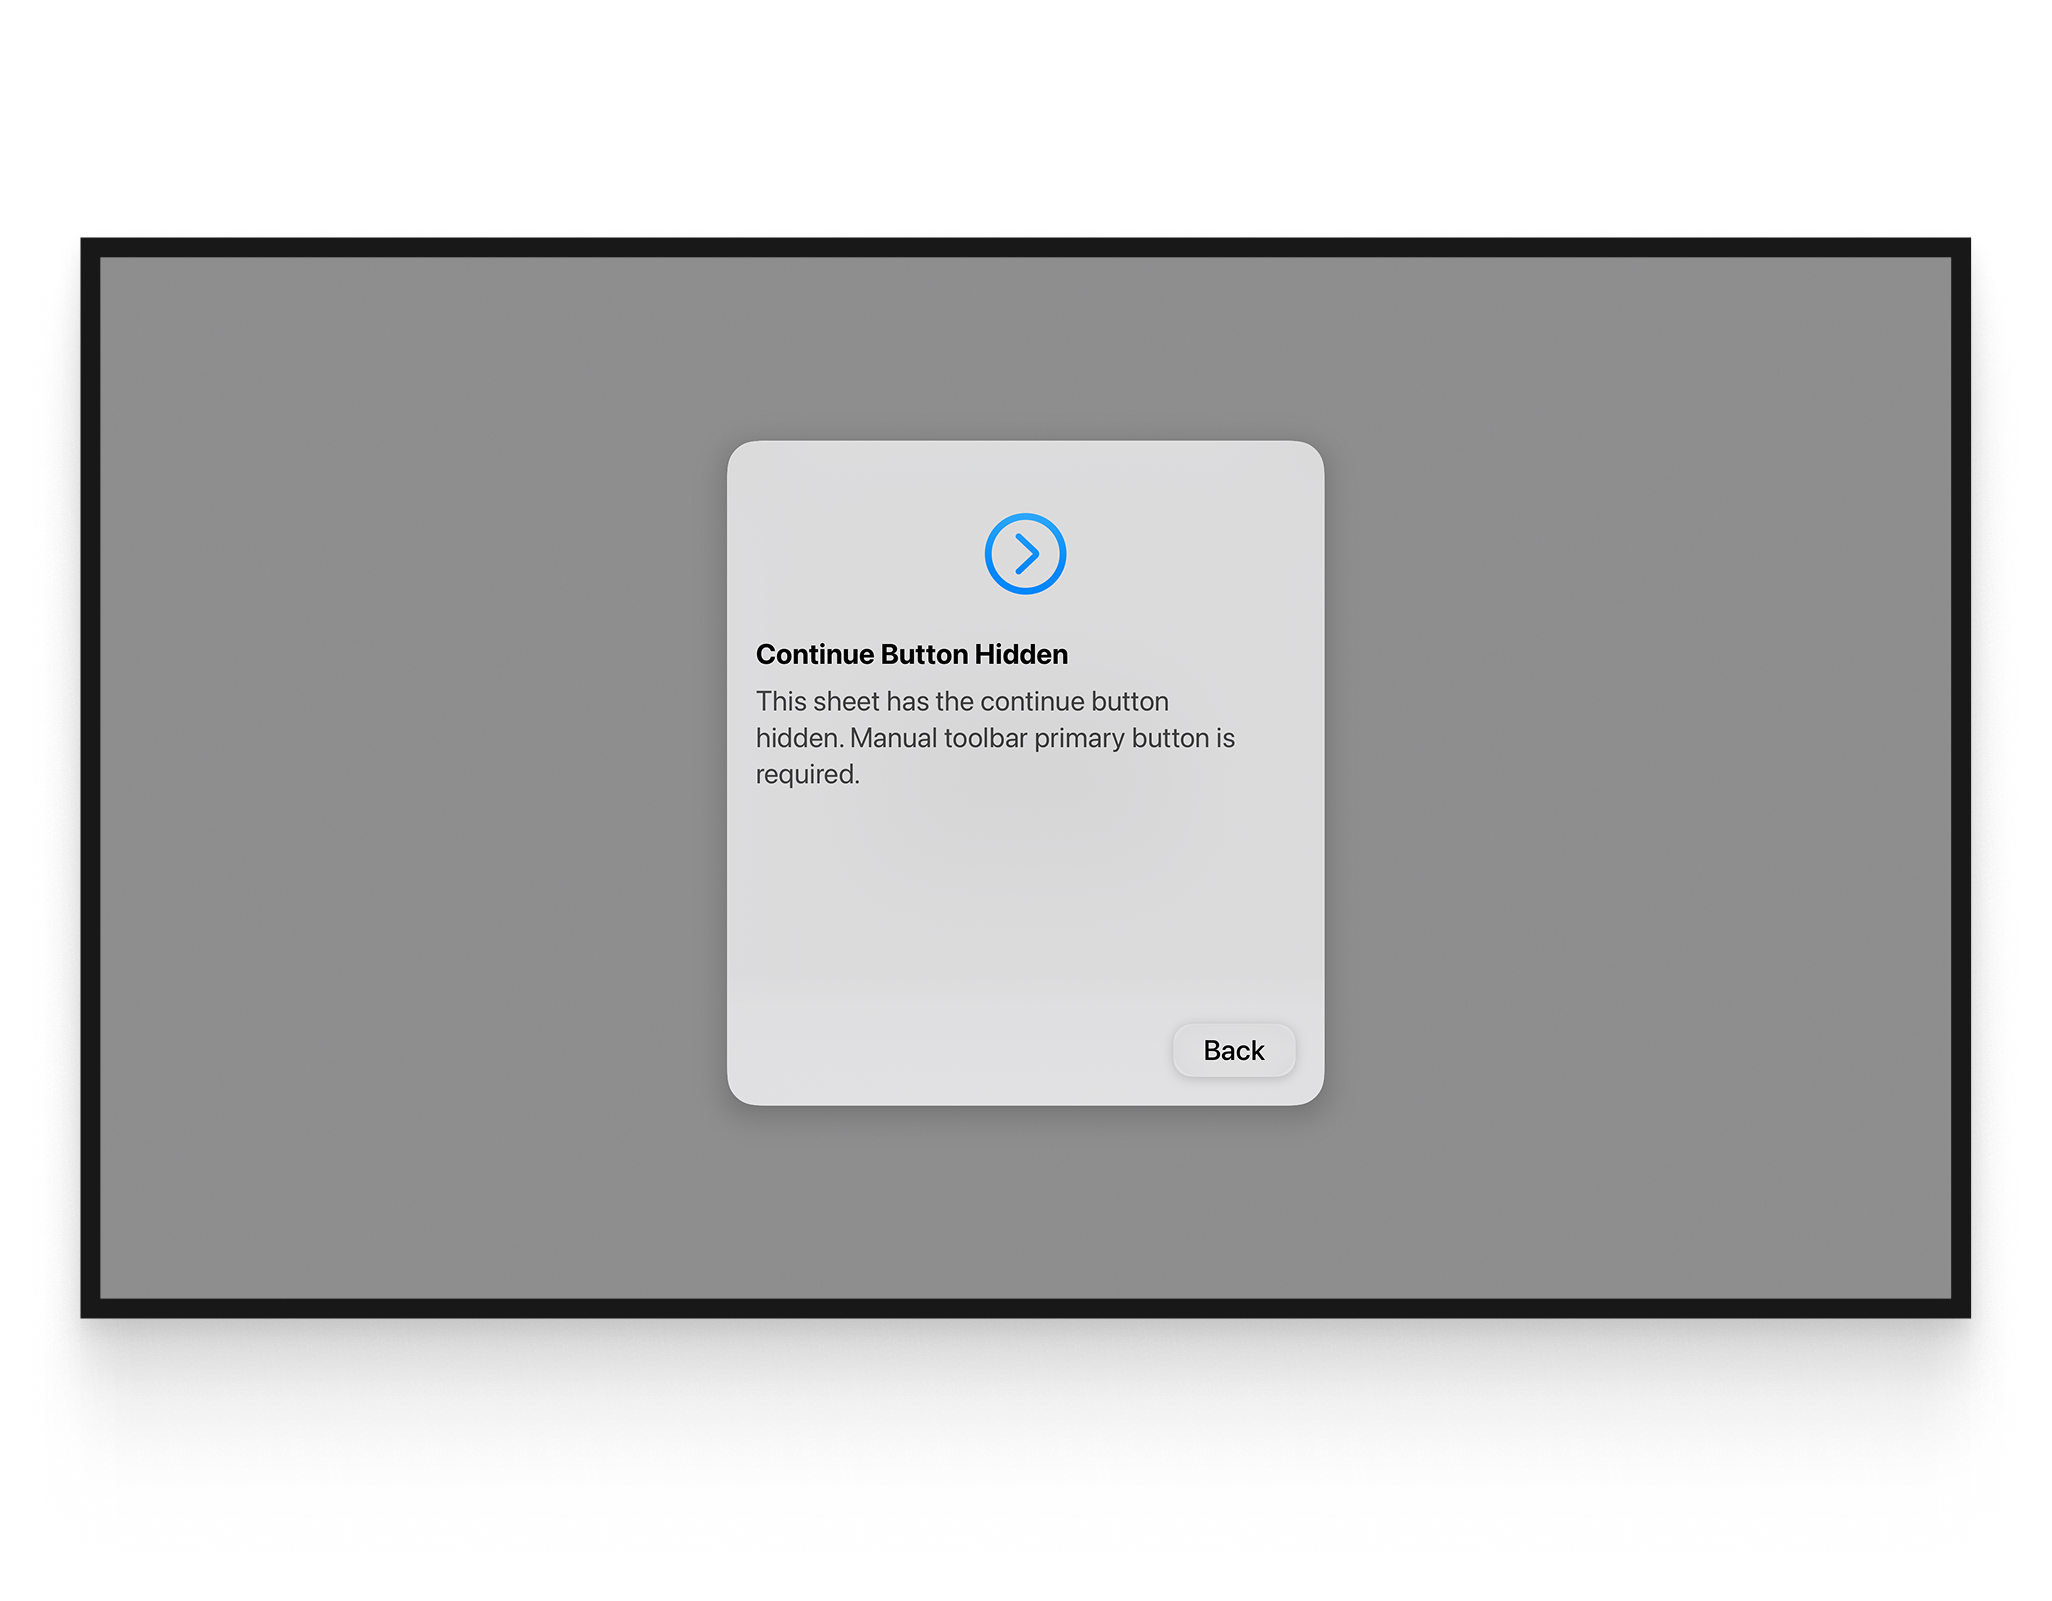 Continue Button Hidden
This sheet has the continue button
hidden. Manual toolbar primary button is
required.
Back